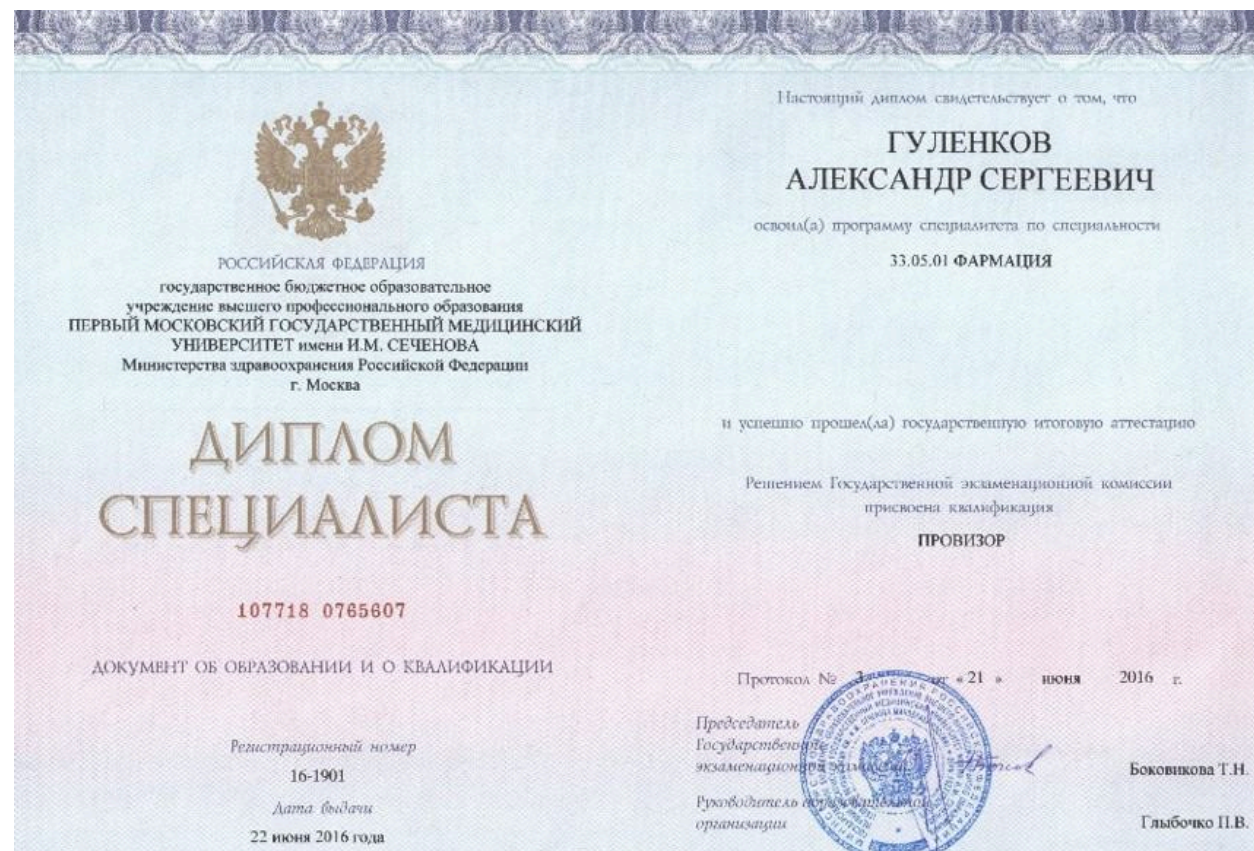 РОССИЙСКАЯ ФЕДЕРАЦИЯ
государственное бюджетное образовательное
учреждение высшего профессионального образования
ПЕРВЫЙ МОСКОВСКИЙ ГОСУДАРСТВЕННЫЙ МЕДИЦИНСКИЙ
УНИВЕРСИТЕТ имени И.М. СЕЧЕНОВА
Министерства здравоохранения Российской Федерации
г. Москва
ДИПЛОМ
СПЕЦИАЛИСТА
107718 0765607
ДОКУМЕНТ ОБ ОБРАЗОВАНИИ И О КВАЛИФИКАЦИИ
Регистрационный номер
16-1901
Дата выдачи
22 июня 2016 года
Настоящий диплом свидетельствует о том, что
ГУЛЕНКОВ
АЛЕКСАНДР СЕРГЕЕВИЧ
освоил(а) программу специалитета по специальности
33.05.01 ФАРМАЦИЯ
и успешно прошел(ла) государственную итоговую аттестацию
Решением Государственной экзаменационной комиссии
присвоена квалификация
ПРОВИЗОР
Протокол № 3 от « 21 » июня 2016 г.
Председатель
Государственной
экзаменационной комиссии
Боковикова Т.Н.
Руководитель образовательной
организации
Глыбочко П.В.